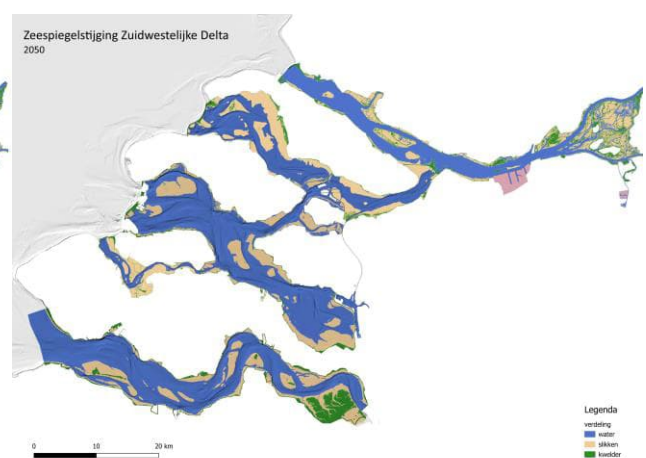 Zeespiegelstijging Zuidwestelijke Delta
2050
0 10 20 km
Legenda
verdeling
water
slikken
kwelder